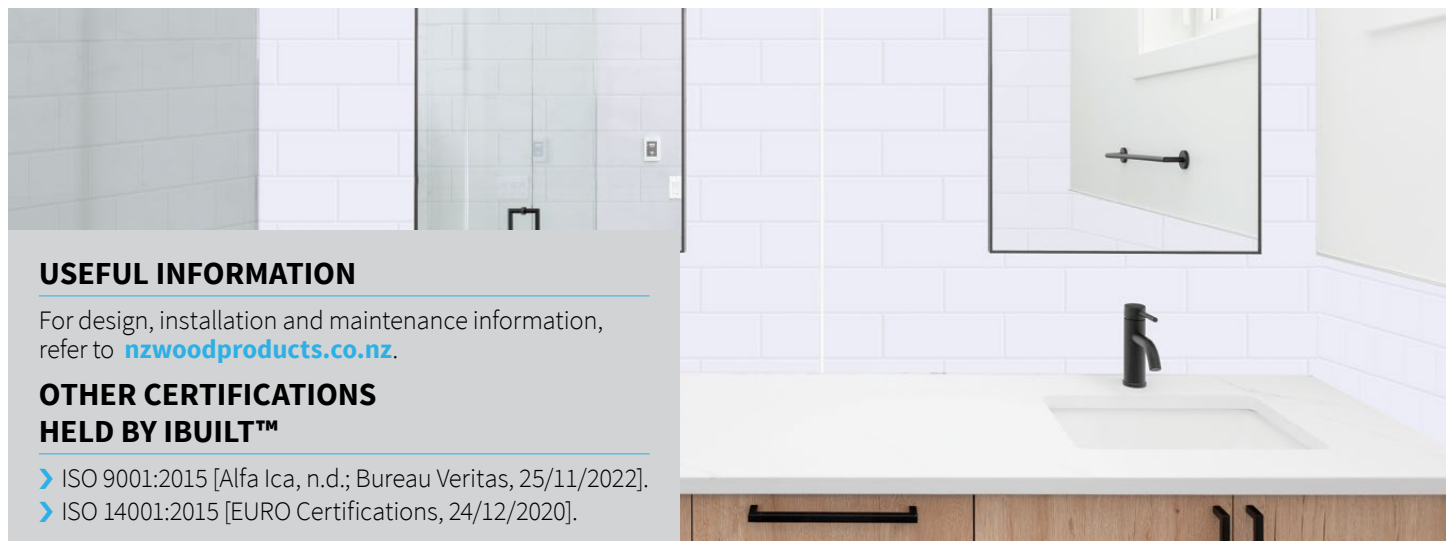 USEFUL INFORMATION
For design, installation and maintenance information,
refer to nzwoodproducts.co.nz.
OTHER CERTIFICATIONS
HELD BY IBUILT™
❯ ISO 9001:2015 [Alfa Ica, n.d.; Bureau Veritas, 25/11/2022].
❯ ISO 14001:2015 [EURO Certifications, 24/12/2020].